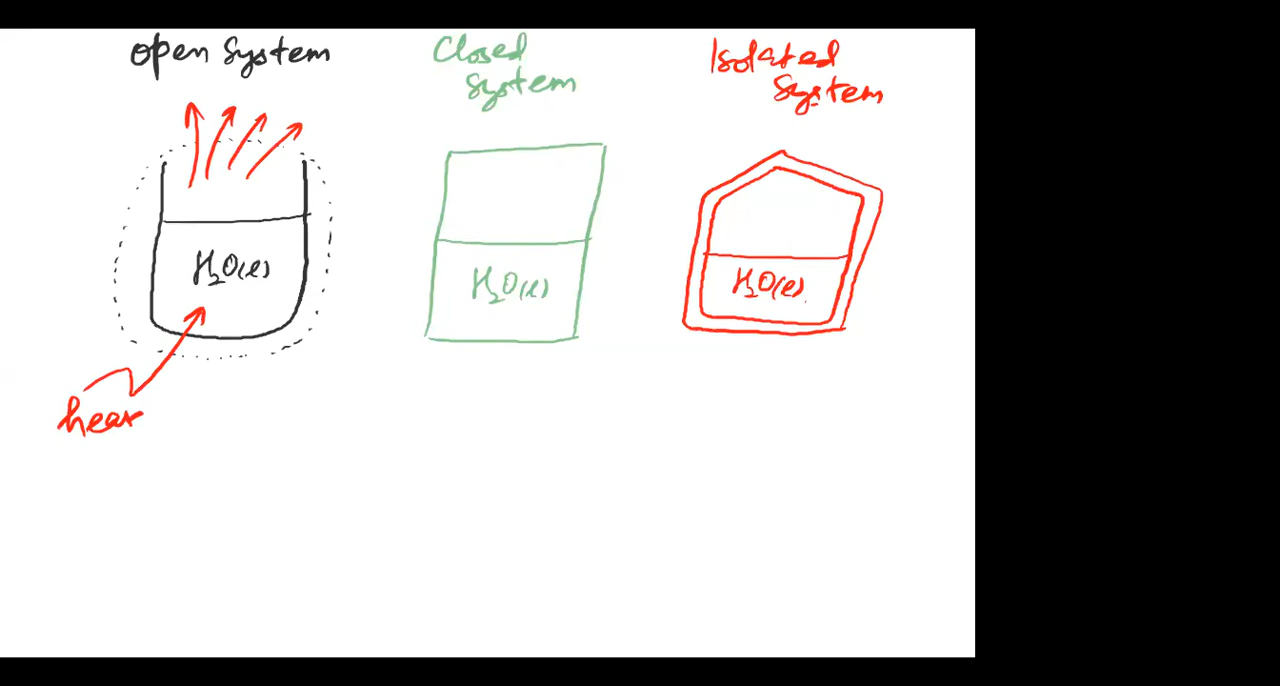 open system
Closed
system
Isolated
system
H₂O(l)
H₂O(l)
H₂O(l)
heat